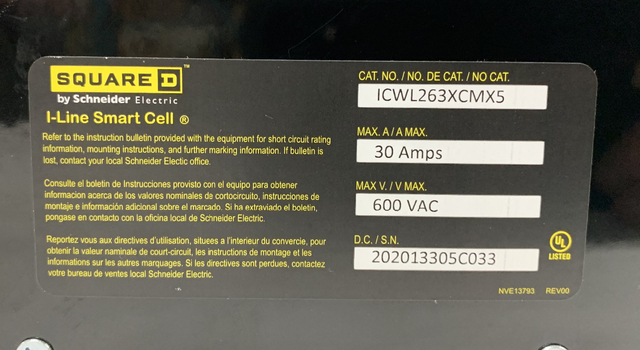 SQUARE D™
by Schneider Electric
I-Line Smart Cell ®
Refer to the instruction bulletin provided with the equipment for short circuit rating
information, mounting instructions, and further marking information. If bulletin is
lost, contact your local Schneider Electic office.
Consulte el boletin de Instrucciones provisto con el equipo para obtener
informacion acerca de los valores nominales de cortocircuito, instrucciones de
montaje e información adicional sobre el marcado. Si ha extraviado el boletin,
pongase en contacto con la oficina local de Schneider Electric.
Reportez vous aux directives d'utilisation, situees a l'interieur du convercie, pour
obtenir la valeur naminale de court-circuit, les instructions de montage et les
informations sur les autres marquages. Si les directives sont perdues, contactez
votre bureau de ventes local Schneider Electric.
CAT. NO. / NO. DE CAT. / NO CAT.
ICWL263XCMX5
MAX. A / A MAX.
30 Amps
MAX V. / V MAX.
600 VAC
D.C. / S.N.
202013305C033
UL
LISTED
NVE13793 REV00